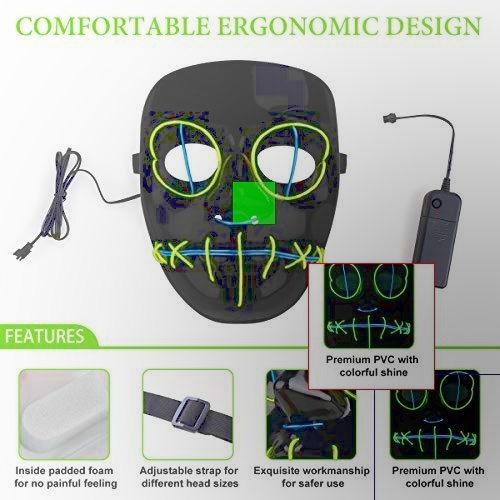 COMFORTABLE ERGONOMIC DESIGN
Premium PVC with
colorful shine
FEATURES
Inside padded foam
for no painful feeling
Adjustable strap for
different head sizes
Exquisite workmanship
for safer use
Premium PVC with
colorful shine